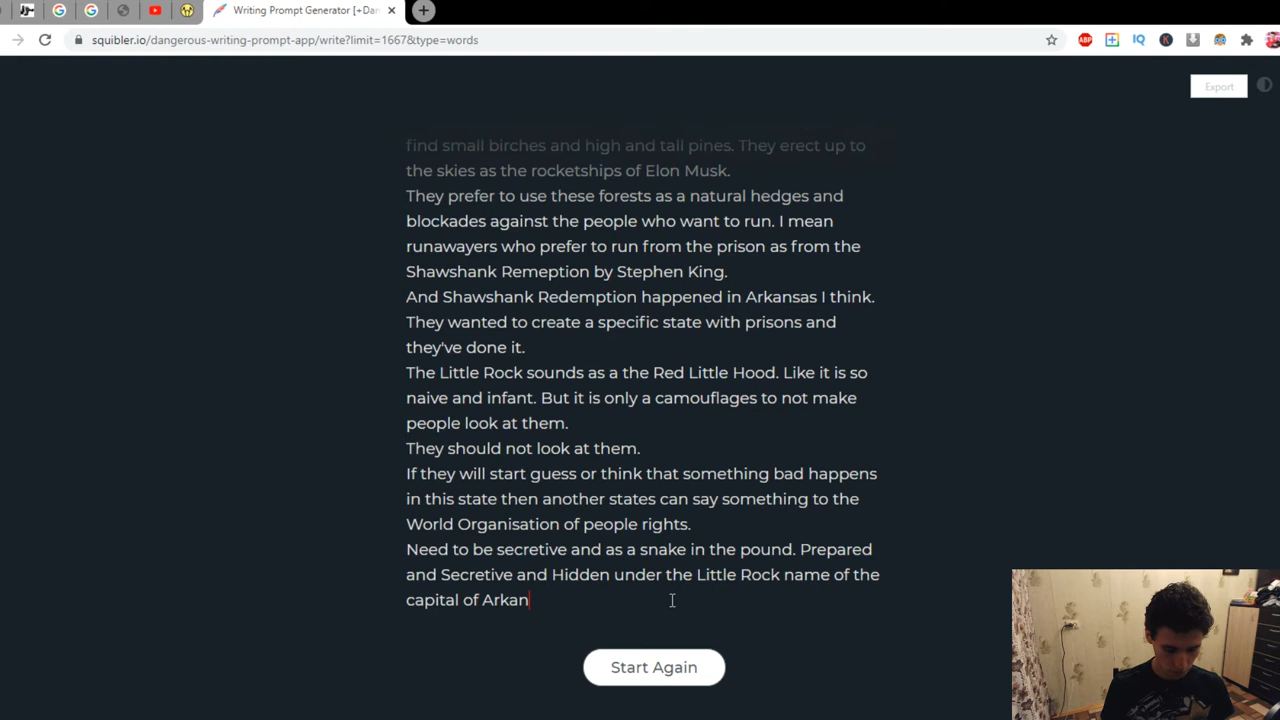 Writing Prompt Generator [+Dan
squibler.io/dangerous-writing-prompt-app/write?limit=1667&type=words
ABP
IQ
K
Export
find small birches and high and tall pines. They erect up to
the skies as the rocketships of Elon Musk.
They prefer to use these forests as a natural hedges and
blockades against the people who want to run. I mean
runawayers who prefer to run from the prison as from the
Shawshank Remeption by Stephen King.
And Shawshank Redemption happened in Arkansas I think.
They wanted to create a specific state with prisons and
they've done it.
The Little Rock sounds as a the Red Little Hood. Like it is so
naive and infant. But it is only a camouflages to not make
people look at them.
They should not look at them.
If they will start guess or think that something bad happens
in this state then another states can say something to the
World Organisation of people rights.
Need to be secretive and as a snake in the pound. Prepared
and Secretive and Hidden under the Little Rock name of the
capital of Arkan
Start Again